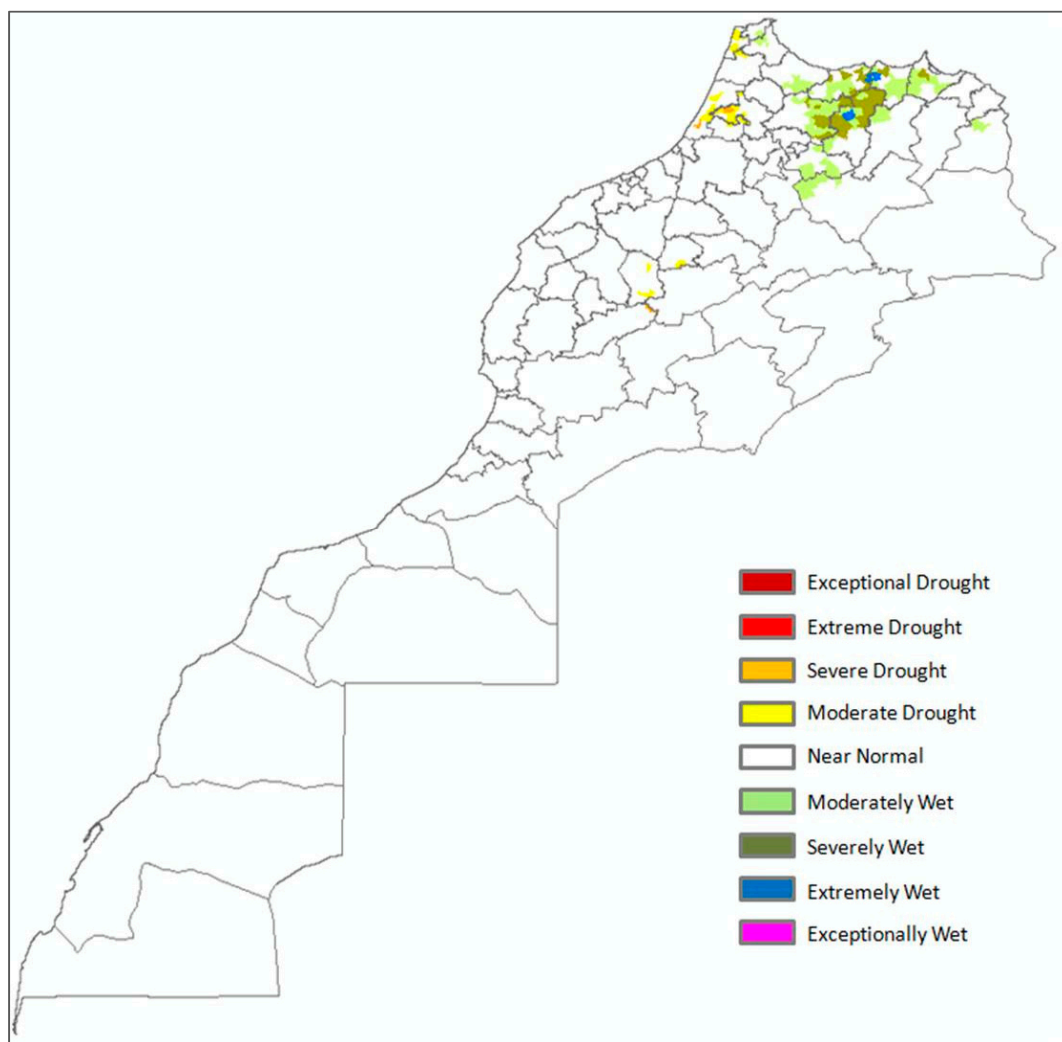 Exceptional Drought
Extreme Drought
Severe Drought
Moderate Drought
Near Normal
Moderately Wet
Severely Wet
Extremely Wet
Exceptionally Wet